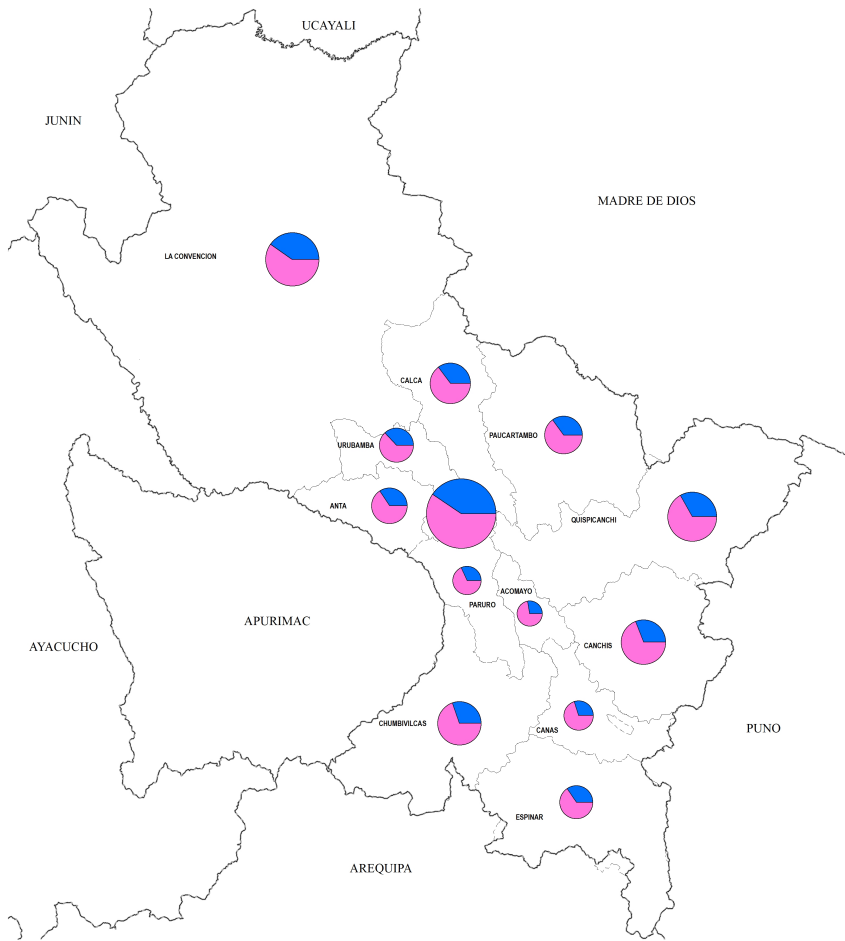 UCAYALI
JUNIN
MADRE DE DIOS
LA CONVENCION
CALCA
PAUCARTAMBO
URUBAMBA
ANTA
QUISPICANCHI
ACOMAYO
PARURO
APURIMAC
AYACUCHO
CANCHIS
CHUMBIVILCAS
CANAS
PUNO
ESPINAR
AREQUIPA